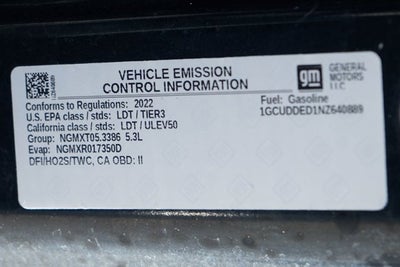 VEHICLE EMISSION
CONTROL INFORMATION
gm
GENERAL
MOTORS
LLC
Conforms to Regulations: 2022
U.S. EPA class / stds: LDT / TIER3
California class / stds: LDT / ULEV50
Group: NGMXT05.3386 5.3L
Evap: NGMXR017350D
DFI/HO2S/TWC, CA OBD: II
Fuel: Gasoline
1GCUDDED1NZ640889